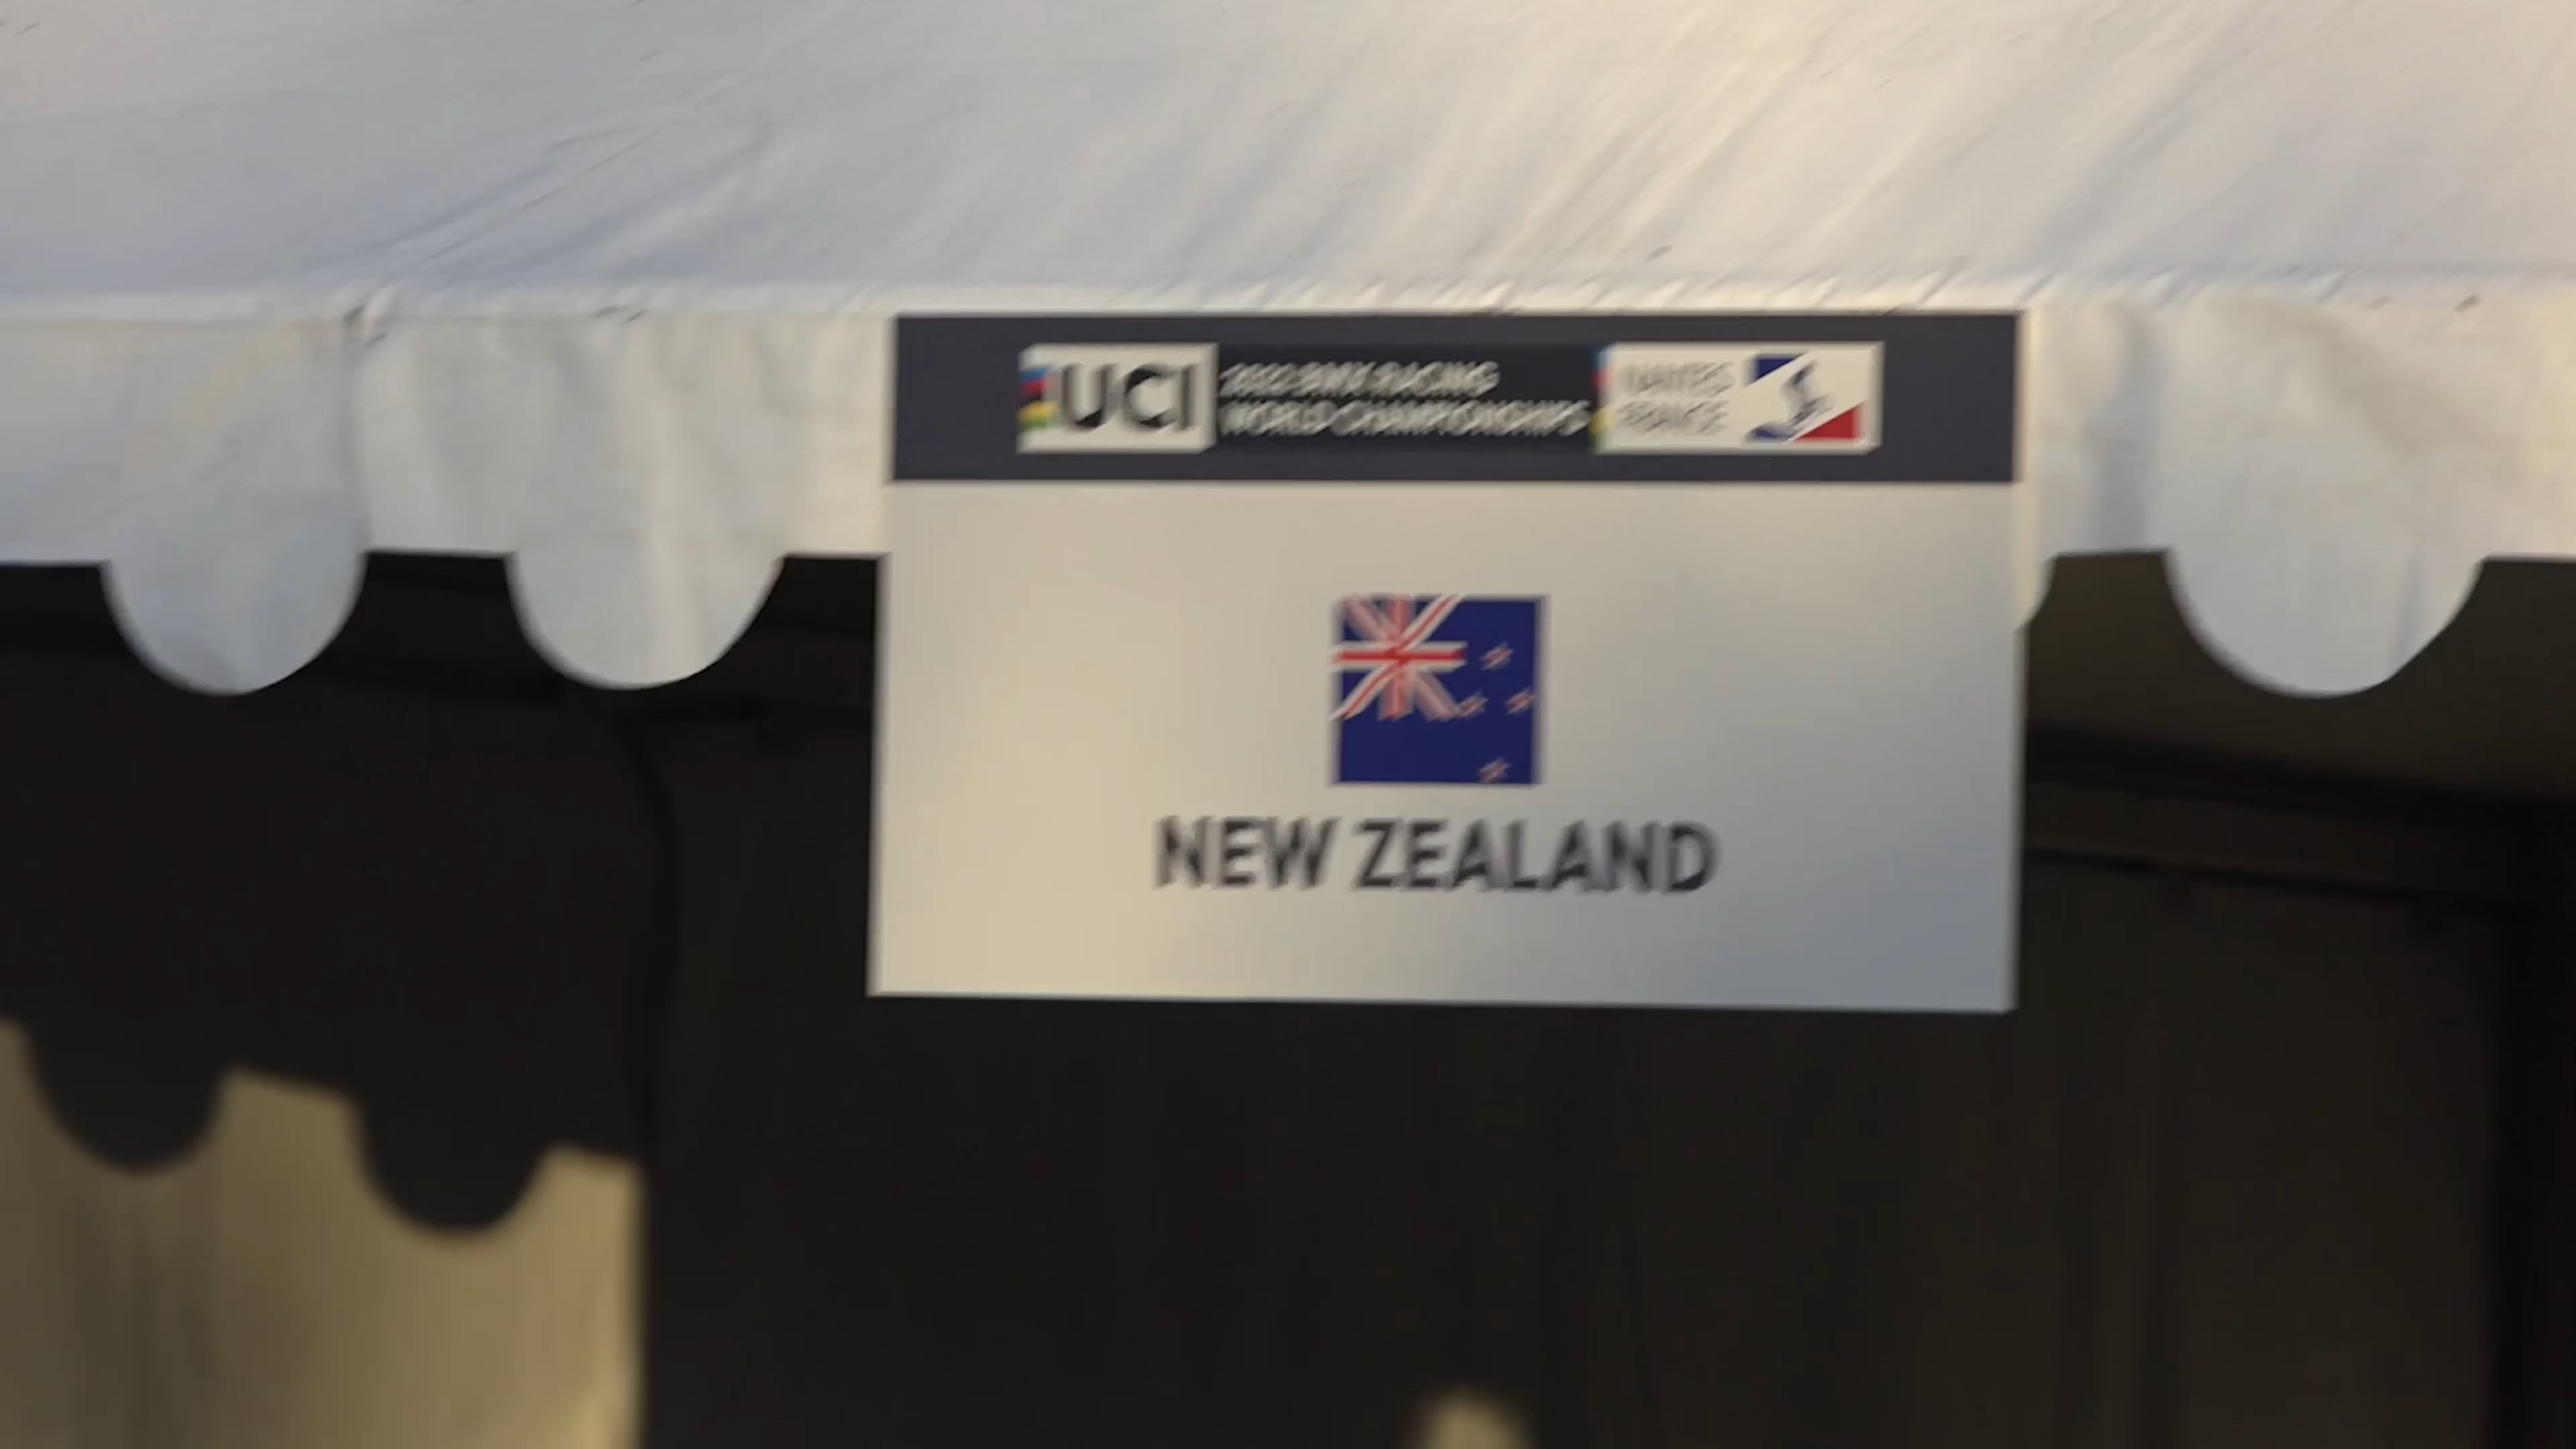 UCI
2022 BMX RACING
WORLD CHAMPIONSHIPS
NANTES
FRANCE
NEW ZEALAND